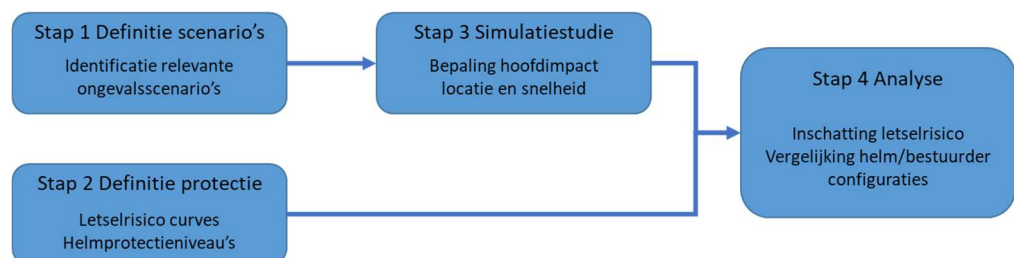 Stap 1 Definitie scenario's
Identificatie relevante
ongevalsscenario's
Stap 2 Definitie protectie
Letselrisico curves
Helmprotectieniveau's
Stap 3 Simulatiestudie
Bepaling hoofdimpact
locatie en snelheid
Stap 4 Analyse
Inschatting letselrisico
Vergelijking helm/bestuurder
configuraties